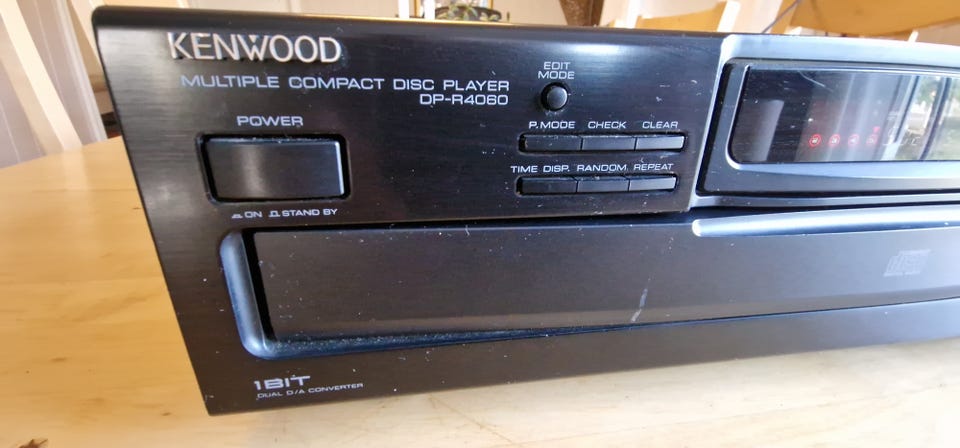 KENWOOD
MULTIPLE COMPACT DISC PLAYER
DP-R4060
EDIT
MODE
POWER
ON STAND BY
P.MODE CHECK CLEAR
TIME DISP. RANDOM REPEAT
disc
1BIT
DUAL D/A CONVERTER